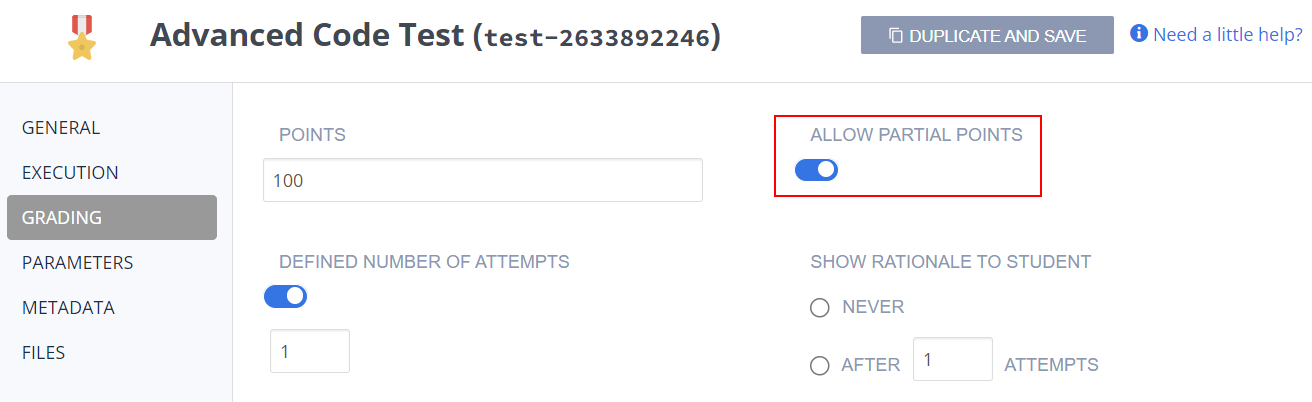 Advanced Code Test (test-2633892246)
DUPLICATE AND SAVE
Need a little help?
GENERAL
EXECUTION
GRADING
PARAMETERS
METADATA
FILES
POINTS
100
ALLOW PARTIAL POINTS
DEFINED NUMBER OF ATTEMPTS
1
SHOW RATIONALE TO STUDENT
NEVER
AFTER 1 ATTEMPTS